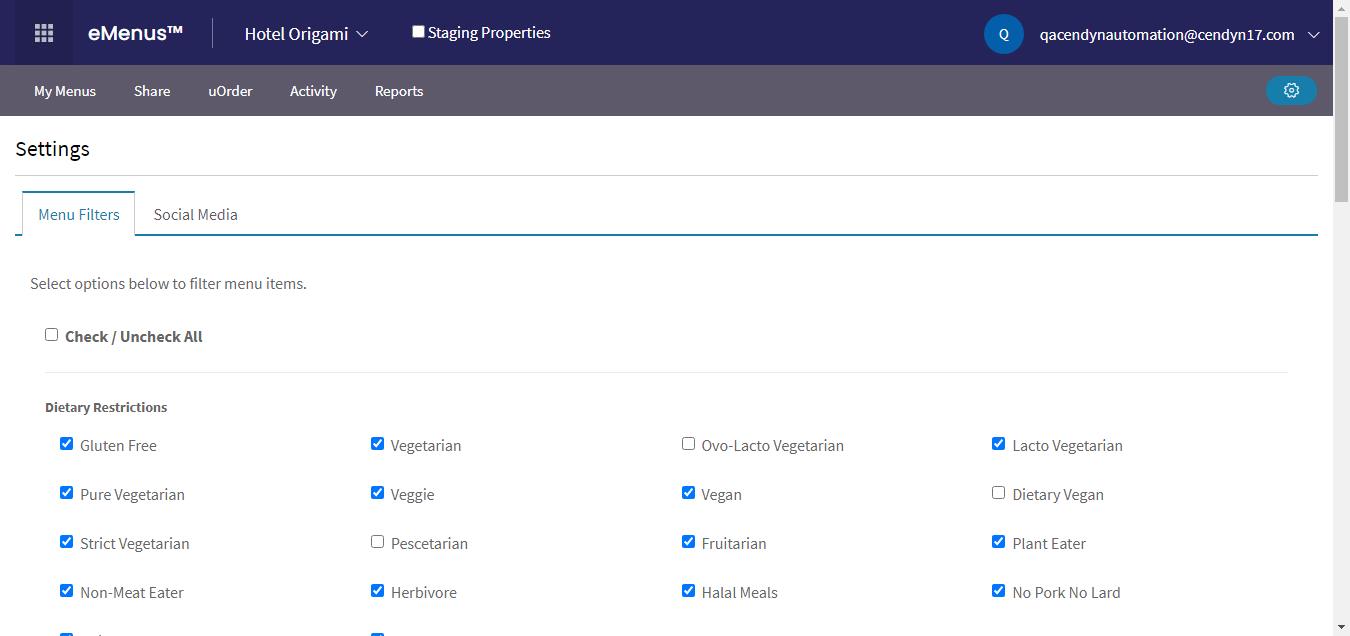 eMenus™ Hotel Origami Staging Properties Q qacendynautomation@cendyn17.com
My Menus Share uOrder Activity Reports
Settings
Menu Filters Social Media
Select options below to filter menu items.
Check / Uncheck All
Dietary Restrictions
Gluten Free Vegetarian Ovo-Lacto Vegetarian Lacto Vegetarian
Pure Vegetarian Veggie Vegan Dietary Vegan
Strict Vegetarian Pescetarian Fruitarian Plant Eater
Non-Meat Eater Herbivore Halal Meals No Pork No Lard